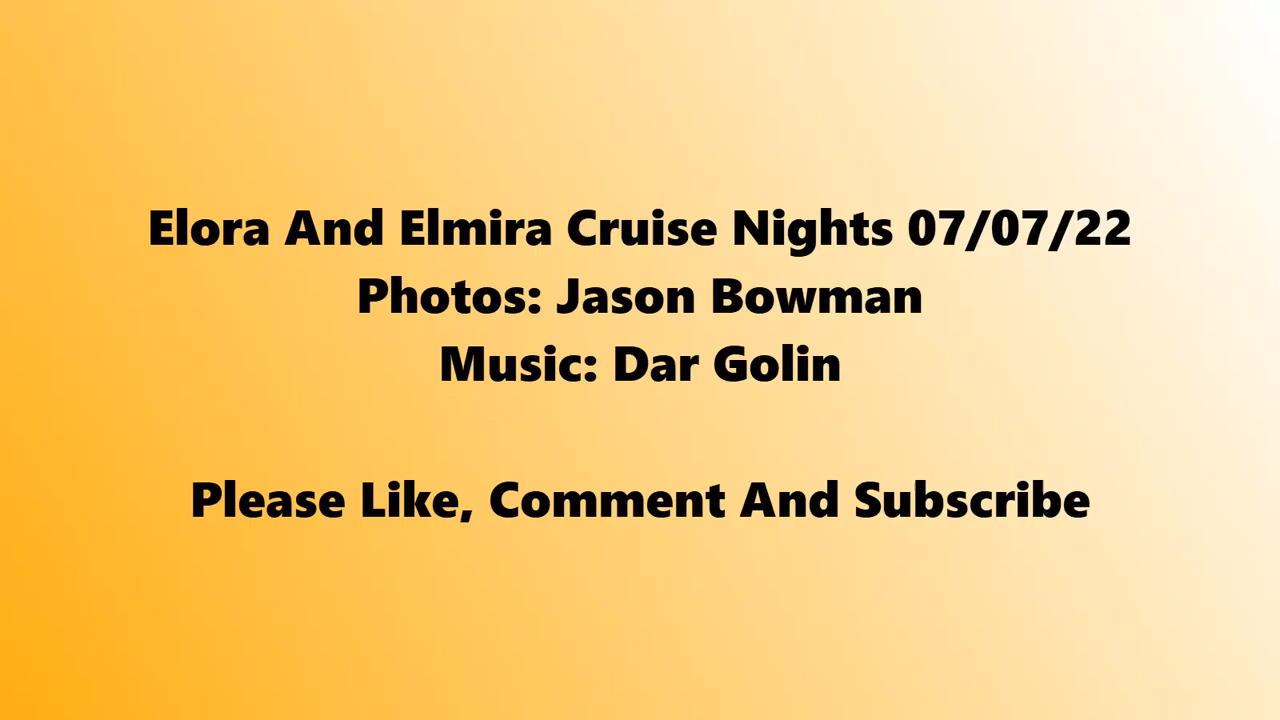 Elora And Elmira Cruise Nights 07/07/22
Photos: Jason Bowman
Music: Dar Golin
Please Like, Comment And Subscribe